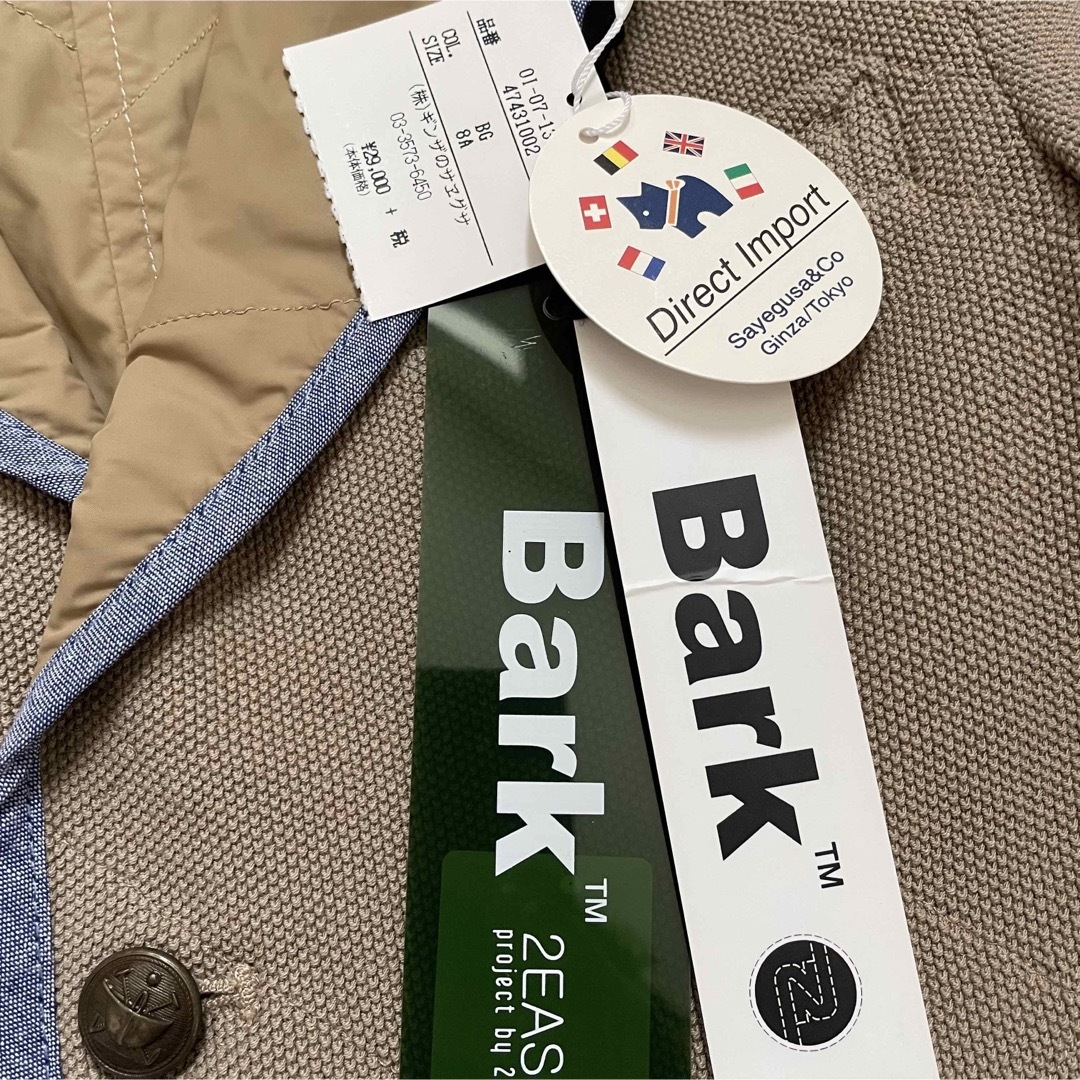 品番 01-07-13
47431002
COL. BG
SIZE 8A
(株)ギンザのサヱグサ
03-3573-6450
¥29,000 + 税
(本体価格)
Direct Import
Sayegusa&Co
Ginza/Tokyo
Bark™
2EAS
project by 2
Bark™